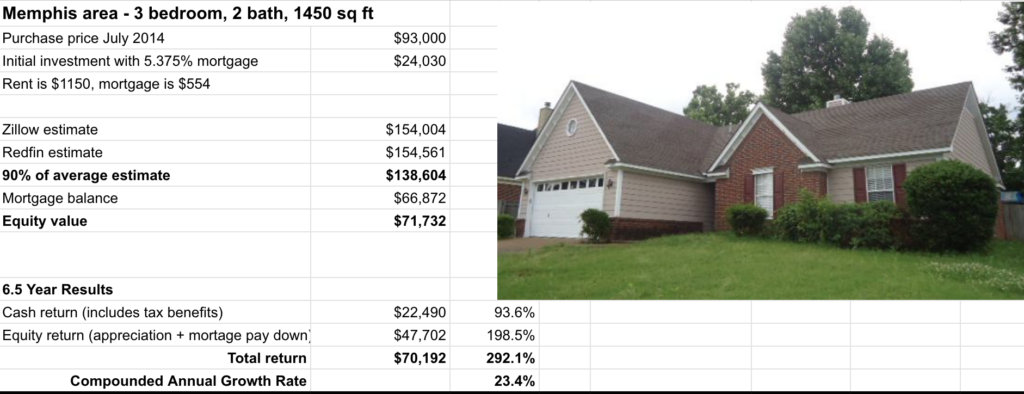 Memphis area - 3 bedroom, 2 bath, 1450 sq ft
Purchase price July 2014 $93,000
Initial investment with 5.375% mortgage $24,030
Rent is $1150, mortgage is $554
Zillow estimate $154,004
Redfin estimate $154,561
90% of average estimate $138,604
Mortgage balance $66,872
Equity value $71,732
6.5 Year Results
Cash return (includes tax benefits) $22,490 93.6%
Equity return (appreciation + mortage pay down) $47,702 198.5%
Total return $70,192 292.1%
Compounded Annual Growth Rate 23.4%